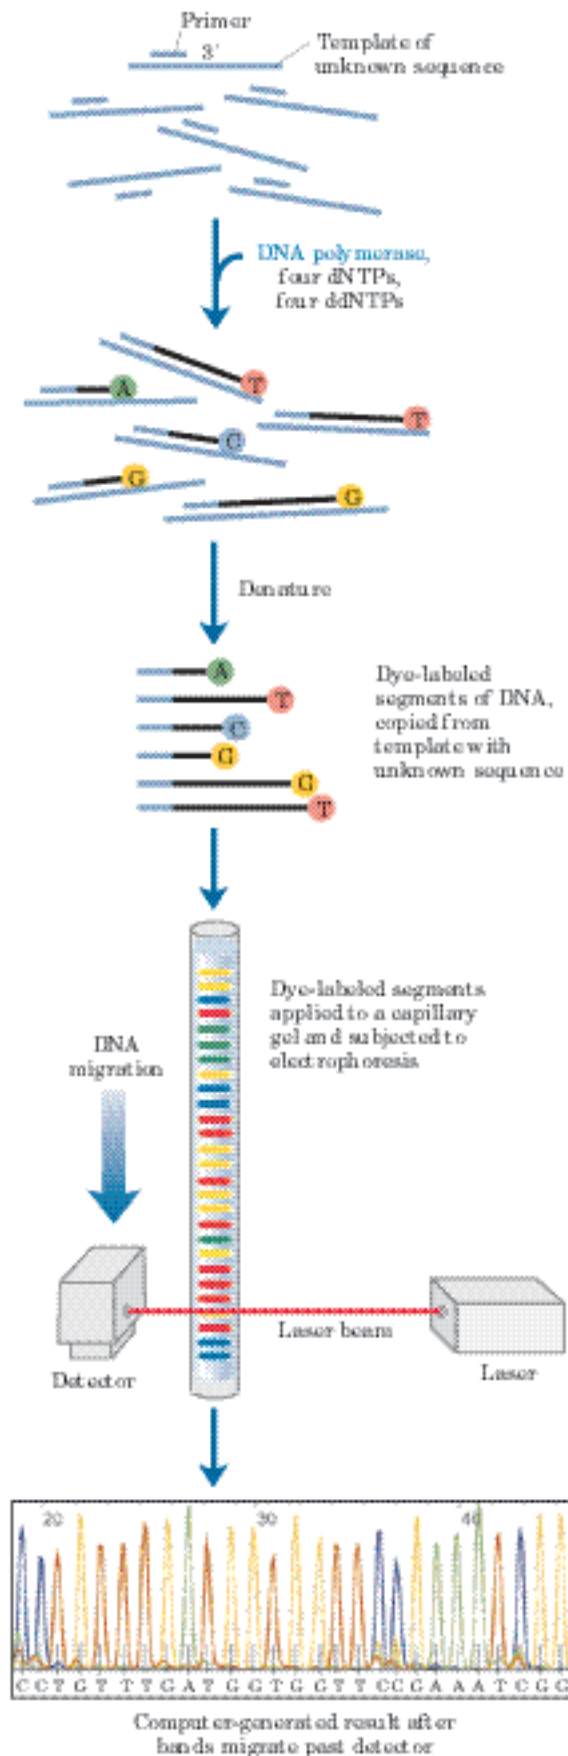 Primer
3'
Template of
unknown sequence
DNA polymerase,
four dNTPs,
four ddNTPs
A
T
T
C
G
G
Denature
A
T
C
G
G
T
Dye-labeled
segments of DNA,
copied from
template with
unknown sequence
Dye-labeled segments
applied to a capillary
gel and subjected to
electrophoresis
DNA
migration
Laser beam
Detector
Laser
20 30 40
C C T G T T T G A T G G T G G T T C C G A A A T C G G
Computer-generated result after
bands migrate past detector